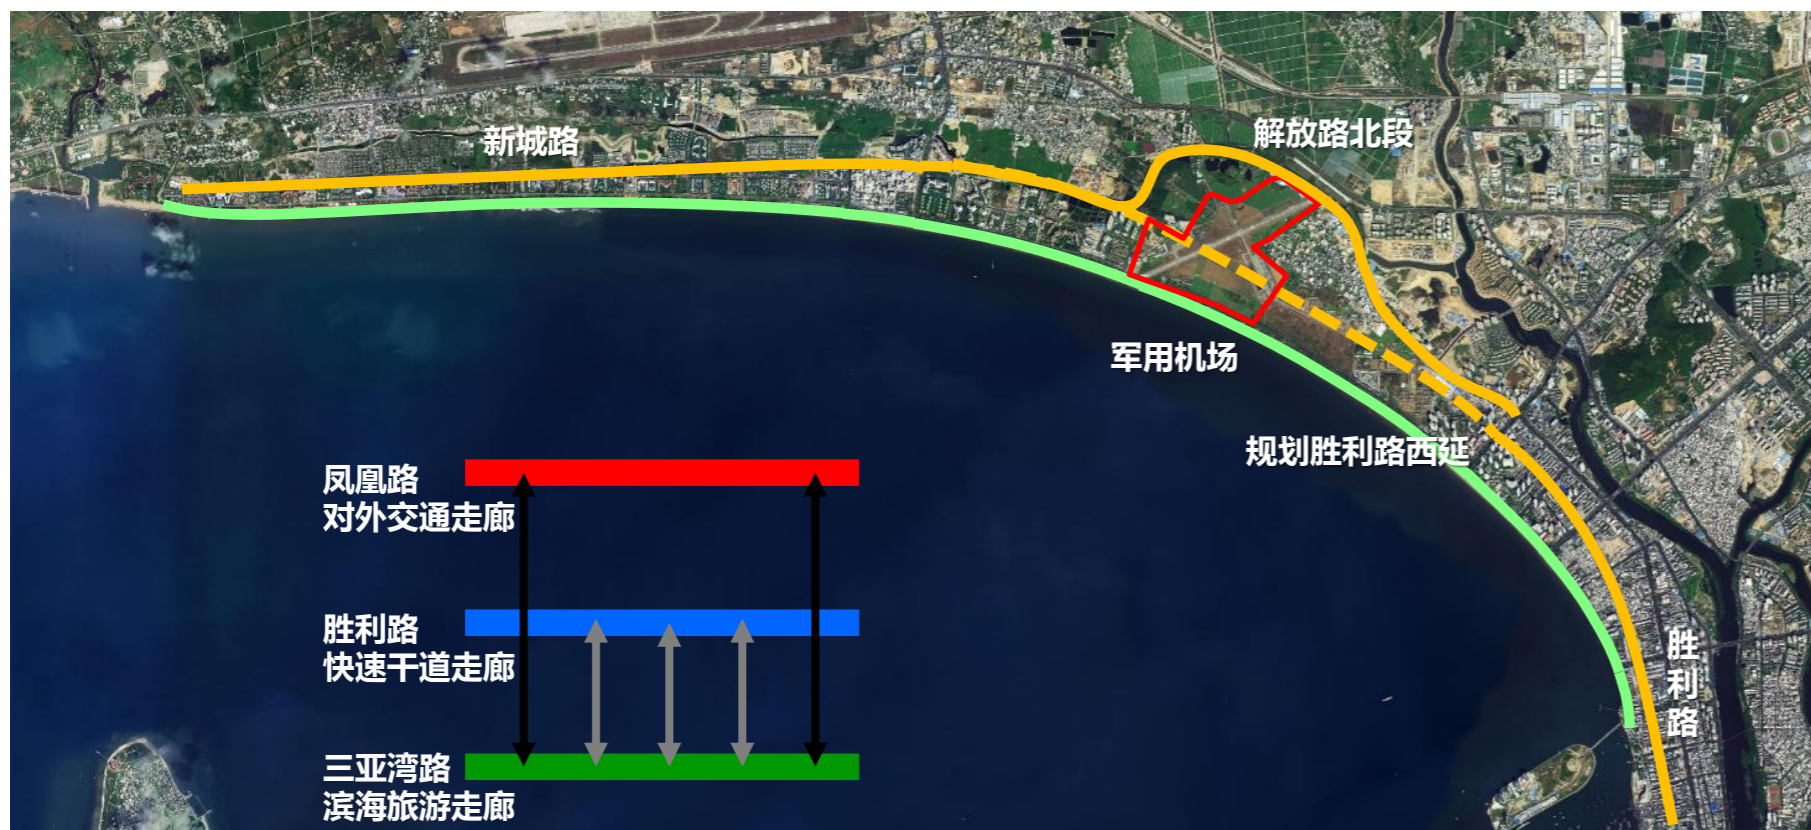 新城路
解放路北段
军用机场
规划胜利路西延
凤凰路
对外交通走廊
胜利路
快速干道走廊
三亚湾路
滨海旅游走廊
胜利路